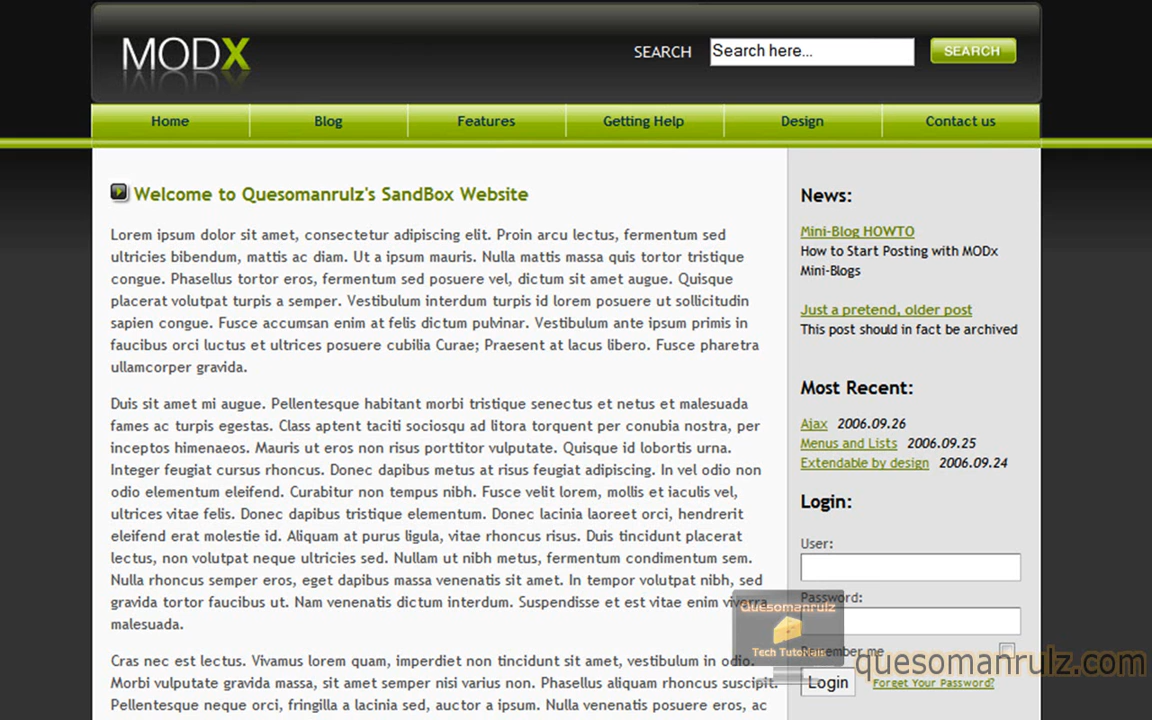 MODX
SEARCH
Search here...
SEARCH
Home
Blog
Features
Getting Help
Design
Contact us
Welcome to Quesomanrulz's SandBox Website
Lorem ipsum dolor sit amet, consectetur adipiscing elit. Proin arcu lectus, fermentum sed
ultricies bibendum, mattis ac diam. Ut a ipsum mauris. Nulla mattis massa quis tortor tristique
congue. Phasellus tortor eros, fermentum sed posuere vel, dictum sit amet augue. Quisque
placerat volutpat turpis a semper. Vestibulum interdum turpis id lorem posuere ut sollicitudin
sapien congue. Fusce accumsan enim at felis dictum pulvinar. Vestibulum ante ipsum primis in
faucibus orci luctus et ultrices posuere cubilia Curae; Praesent at lacus libero. Fusce pharetra
ullamcorper gravida.
Duis sit amet mi augue. Pellentesque habitant morbi tristique senectus et netus et malesuada
fames ac turpis egestas. Class aptent taciti sociosqu ad litora torquent per conubia nostra, per
inceptos himenaeos. Mauris ut eros non risus porttitor vulputate. Quisque id lobortis urna.
Integer feugiat cursus rhoncus. Donec dapibus metus at risus feugiat adipiscing. In vel odio non
odio elementum eleifend. Curabitur non tempus nibh. Fusce velit lorem, mollis et iaculis vel,
ultrices vitae felis. Donec dapibus tristique elementum. Donec lacinia laoreet orci, hendrerit
eleifend erat molestie id. Aliquam at purus ligula, vitae rhoncus risus. Duis tincidunt placerat
lectus, non volutpat neque ultricies sed. Nullam ut nibh metus, fermentum condimentum sem.
Nulla rhoncus semper eros, eget dapibus massa venenatis sit amet. In tempor volutpat nibh, sed
gravida tortor faucibus ut. Nam venenatis dictum interdum. Suspendisse et est vitae enim viverra
malesuada.
Cras nec est lectus. Vivamus lorem quam, imperdiet non tincidunt sit amet, vestibulum in odio.
Morbi vulputate gravida massa, sit amet semper nisi varius non. Phasellus aliquam rhoncus suscipit.
Pellentesque neque orci, fringilla a lacinia sed, auctor a ipsum. Nulla venenatis posuere eros, ac
News:
Mini-Blog HOWTO
How to Start Posting with MODx
Mini-Blogs
Just a pretend, older post
This post should in fact be archived
Most Recent:
Ajax 2006.09.26
Menus and Lists 2006.09.25
Extendable by design 2006.09.24
Login:
User:
Password:
Remember me
Login
Forget Your Password?
Quesomanrulz
Tech Tutorials
quesomanrulz.com